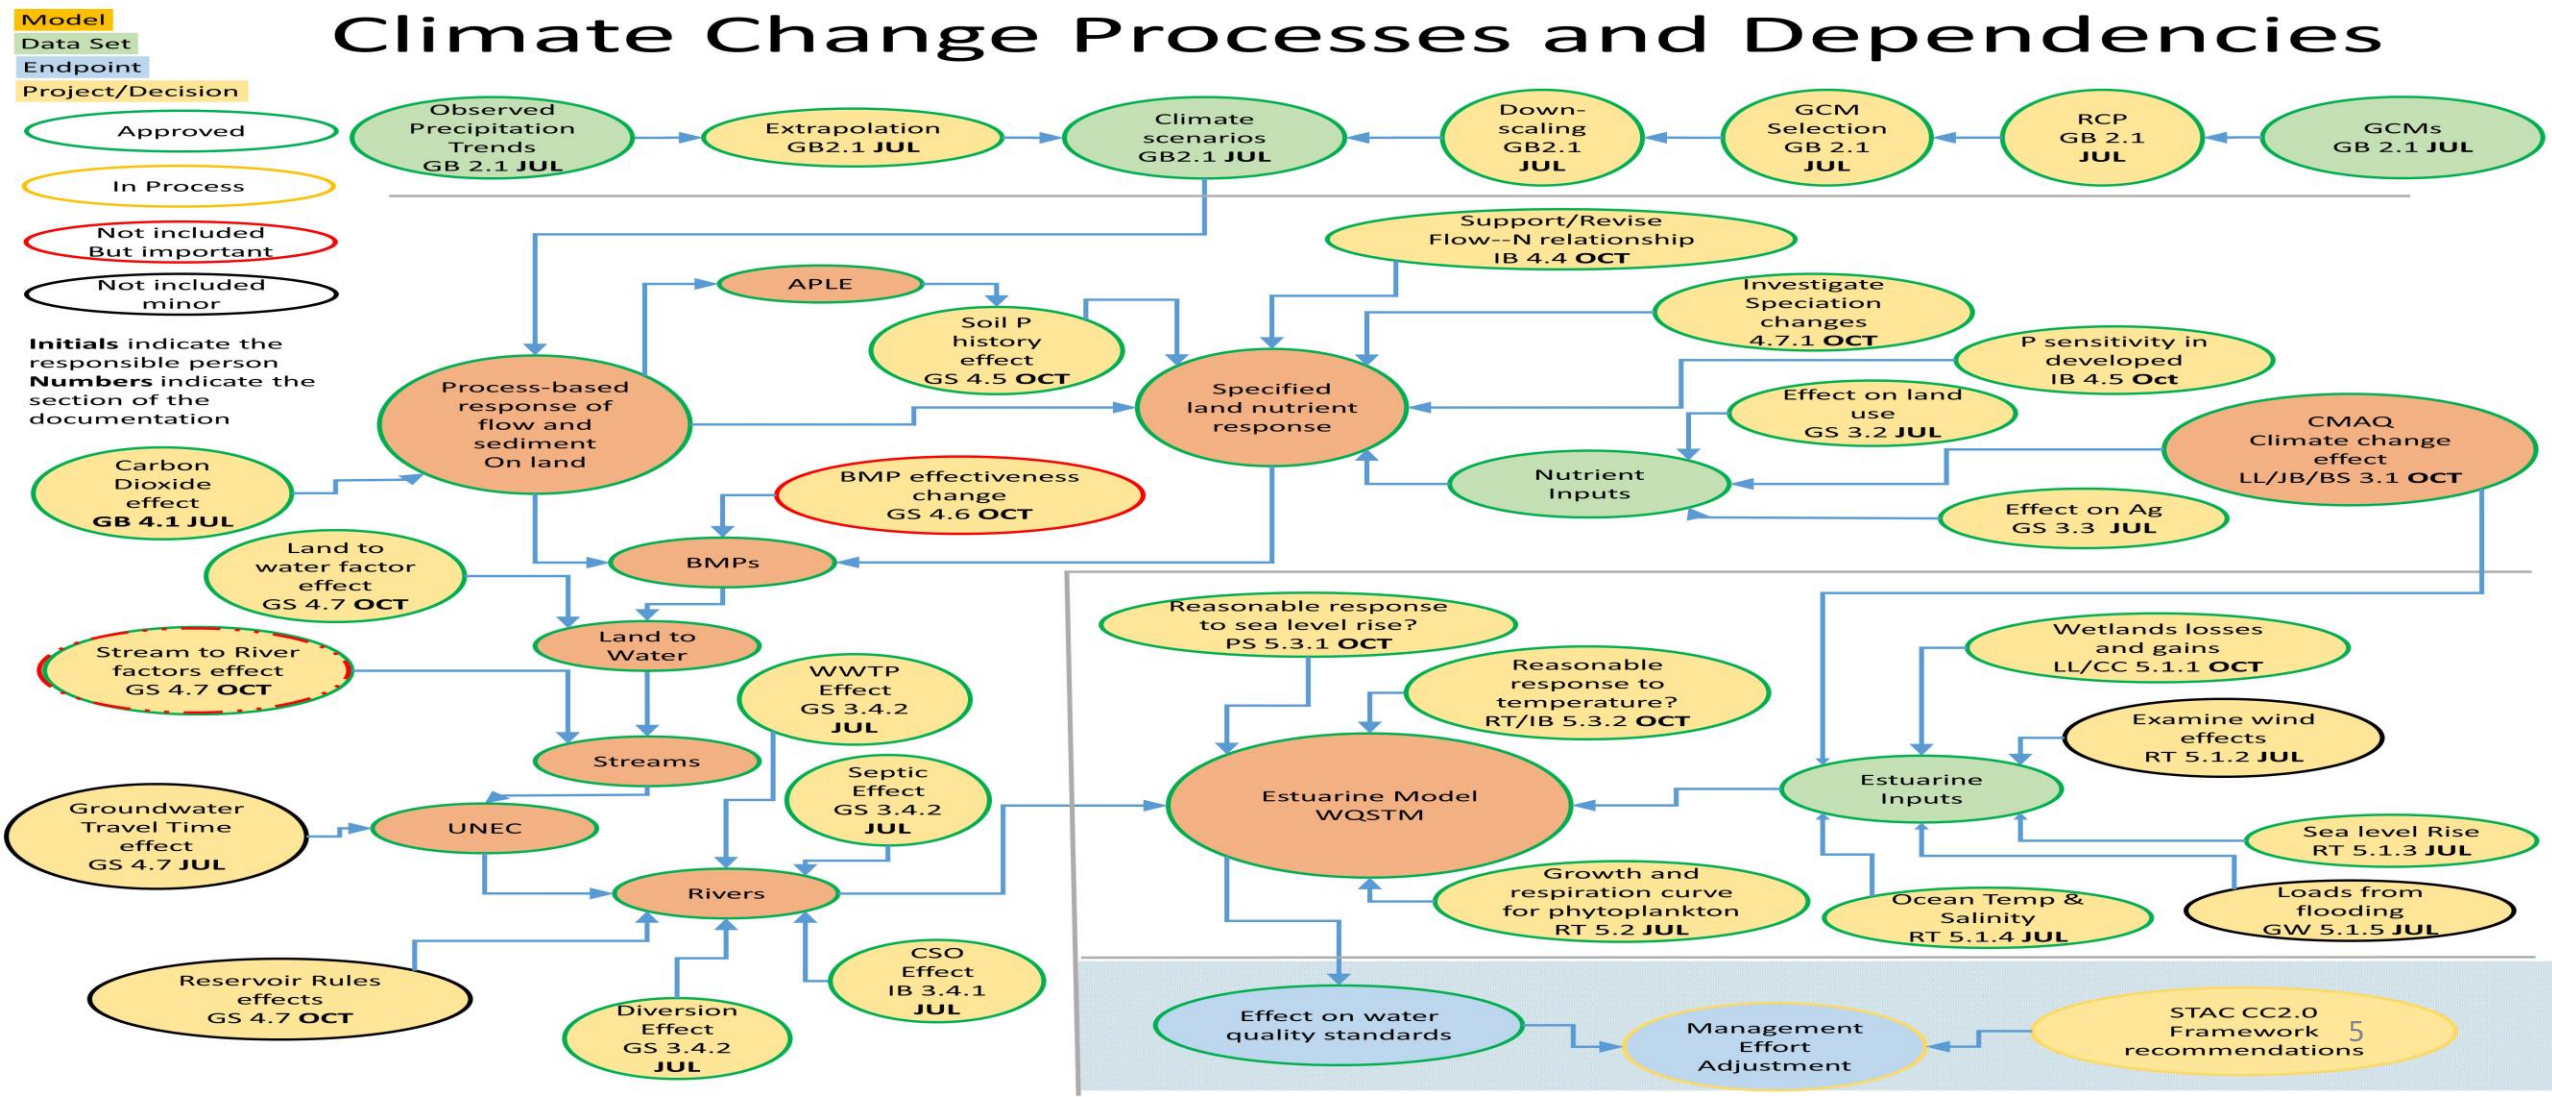 Climate Change Processes and Dependencies
Model
Data Set
Endpoint
Project/Decision
Approved
In Process
Not included
But important
Not included
minor
Initials indicate the
responsible person
Numbers indicate the
section of the
documentation
Observed
Precipitation
Trends
GB 2.1 JUL
Extrapolation
GB2.1 JUL
Climate
scenarios
GB2.1 JUL
Down-
scaling
GB2.1
JUL
GCM
Selection
GB 2.1
JUL
RCP
GB 2.1
JUL
GCMs
GB 2.1 JUL
Support/Revise
Flow--N relationship
IB 4.4 OCT
APLE
Soil P
history
effect
GS 4.5 OCT
Investigate
Speciation
changes
4.7.1 OCT
P sensitivity in
developed
IB 4.5 Oct
Process-based
response of
flow and
sediment
On land
Specified
land nutrient
response
Effect on land
use
GS 3.2 JUL
CMAQ
Climate change
effect
LL/JB/BS 3.1 OCT
Carbon
Dioxide
effect
GB 4.1 JUL
BMP effectiveness
change
GS 4.6 OCT
Nutrient
Inputs
Effect on Ag
GS 3.3 JUL
Land to
water factor
effect
GS 4.7 OCT
BMPs
Stream to River
factors effect
GS 4.7 OCT
Land to
Water
WWTP
Effect
GS 3.4.2
JUL
Streams
Septic
Effect
GS 3.4.2
JUL
Groundwater
Travel Time
effect
GS 4.7 JUL
UNEC
Rivers
Reservoir Rules
effects
GS 4.7 OCT
Diversion
Effect
GS 3.4.2
JUL
CSO
Effect
IB 3.4.1
JUL
Reasonable response
to sea level rise?
PS 5.3.1 OCT
Reasonable
response to
temperature?
RT/IB 5.3.2 OCT
Wetlands losses
and gains
LL/CC 5.1.1 OCT
Examine wind
effects
RT 5.1.2 JUL
Estuarine Model
WQSTM
Estuarine
Inputs
Sea level Rise
RT 5.1.3 JUL
Growth and
respiration curve
for phytoplankton
RT 5.2 JUL
Ocean Temp &
Salinity
RT 5.1.4 JUL
Loads from
flooding
GW 5.1.5 JUL
Effect on water
quality standards
Management
Effort
Adjustment
STAC CC2.0
Framework
recommendations
5